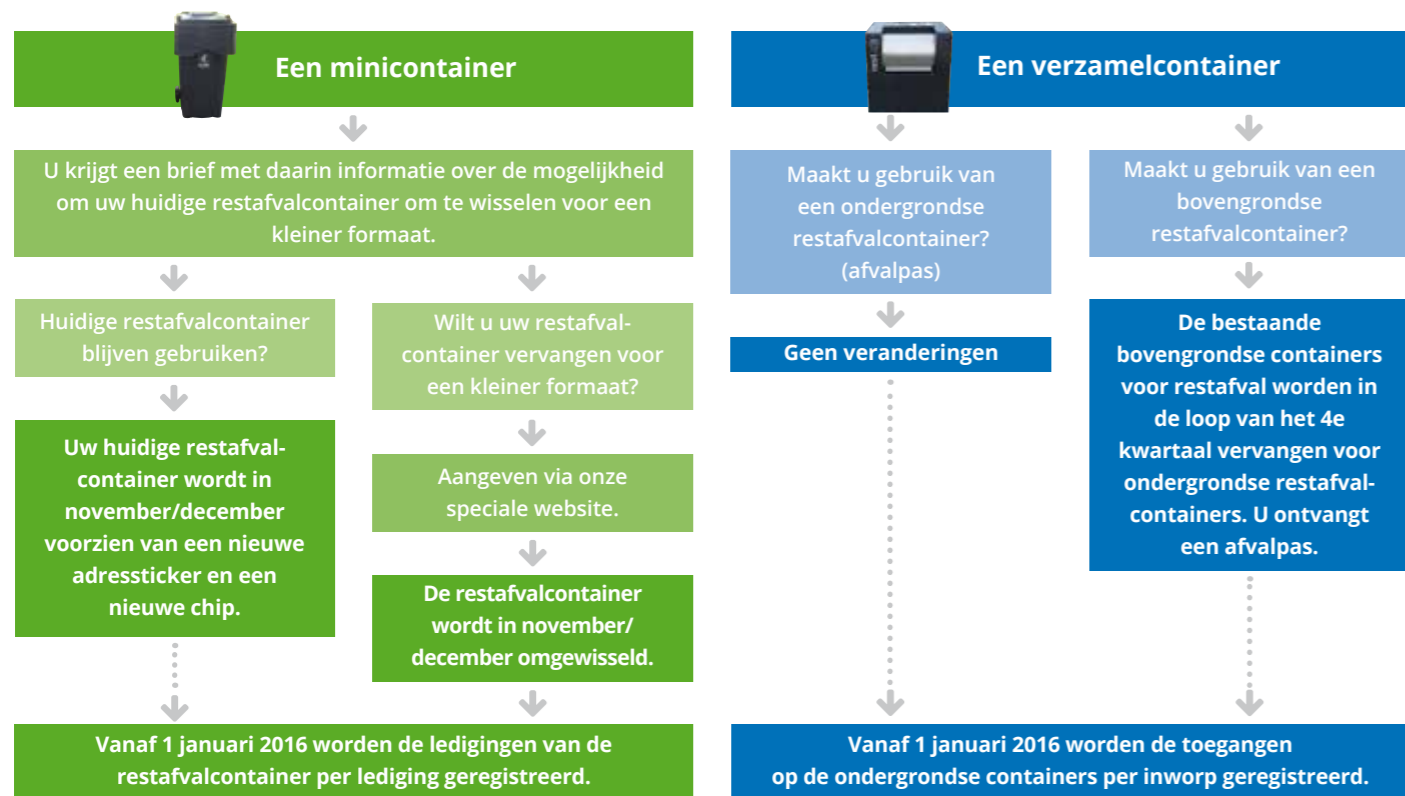 Een minicontainer
U krijgt een brief met daarin informatie over de mogelijkheid
om uw huidige restafvalcontainer om te wisselen voor een
kleiner formaat.
Huidige restafvalcontainer
blijven gebruiken?
Uw huidige restafval-
container wordt in
november/december
voorzien van een nieuwe
adressticker en een
nieuwe chip.
Wilt u uw restafval-
container vervangen voor
een kleiner formaat?
Aangeven via onze
speciale website.
De restafvalcontainer
wordt in november/
december omgewisseld.
Vanaf 1 januari 2016 worden de ledigingen van de
restafvalcontainer per lediging geregistreerd.
Een verzamelcontainer
Maakt u gebruik van
een ondergrondse
restafvalcontainer?
(afvalpas)
Geen veranderingen
Maakt u gebruik van een
bovengrondse
restafvalcontainer?
De bestaande
bovengrondse containers
voor restafval worden in
de loop van het 4e
kwartaal vervangen voor
ondergrondse restafval-
containers. U ontvangt
een afvalpas.
Vanaf 1 januari 2016 worden de toegangen
op de ondergrondse containers per inworp geregistreerd.